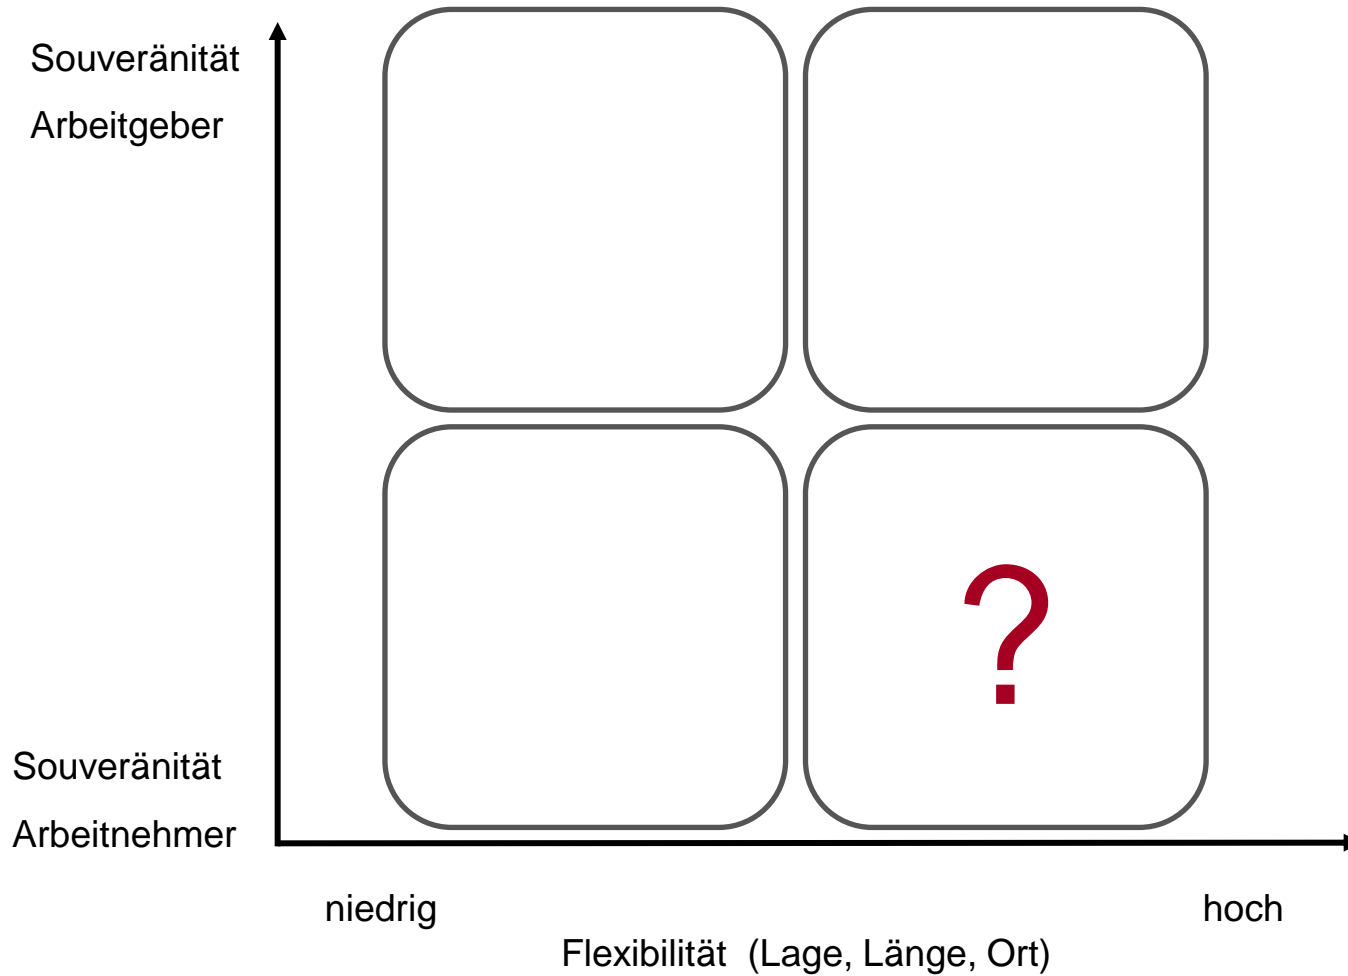 Souveränität
Arbeitgeber
?
Souveränität
Arbeitnehmer
niedrig
hoch
Flexibilität (Lage, Länge, Ort)